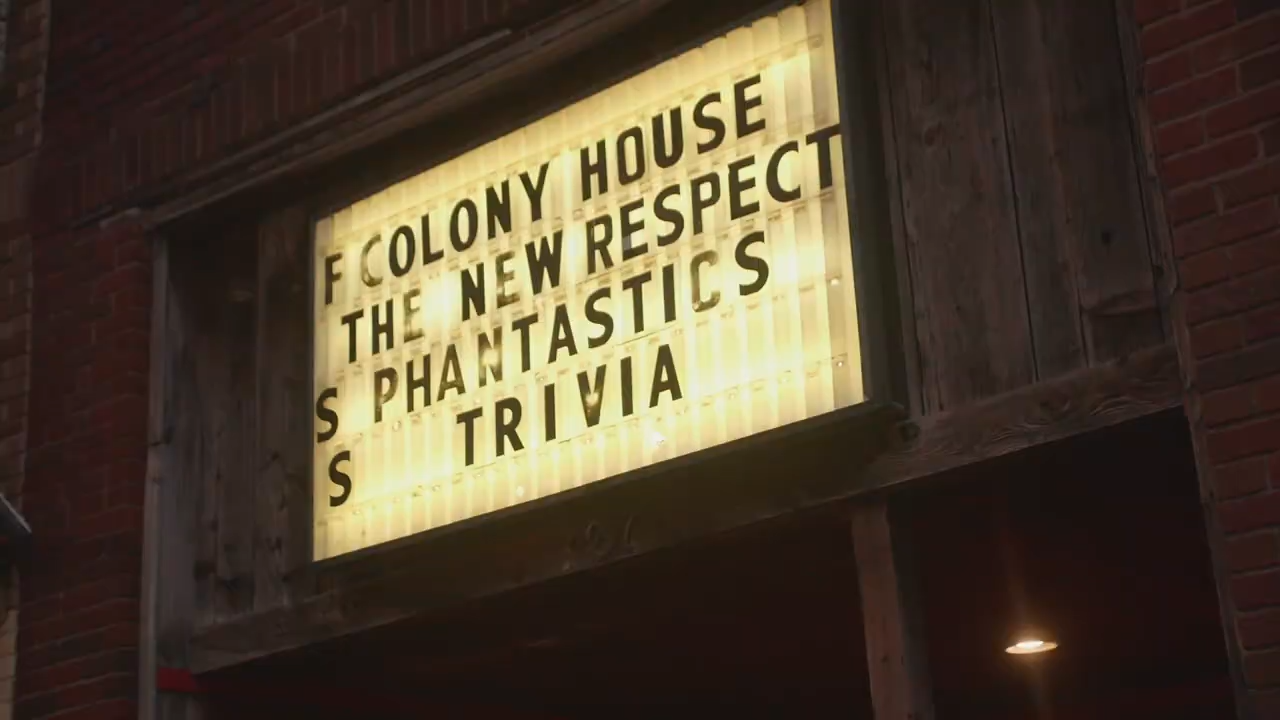 F COLONY HOUSE
THE NEW RESPECT
S PHANTASTICS
S TRIVIA